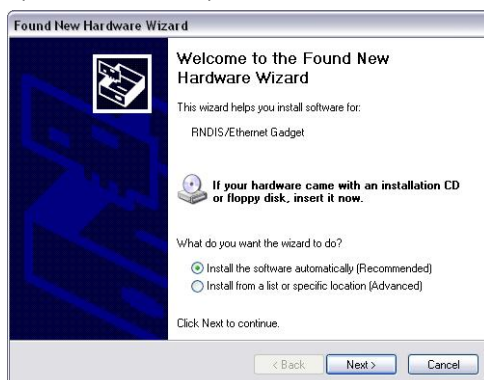 Found New Hardware Wizard
Welcome to the Found New
Hardware Wizard
This wizard helps you install software for:
RNDIS/Ethernet Gadget
If your hardware came with an installation CD
or floppy disk, insert it now.
What do you want the wizard to do?
Install the software automatically (Recommended)
Install from a list or specific location (Advanced)
Click Next to continue.
< Back
Next >
Cancel